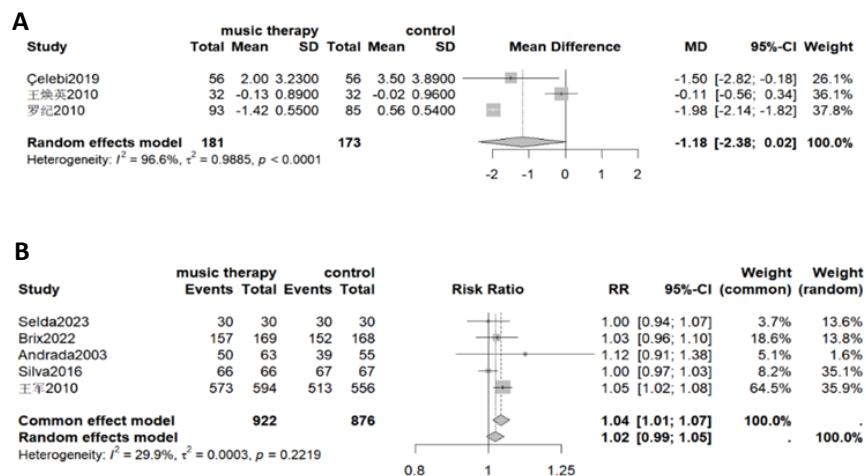 A
music therapy control
Study Total Mean SD Total Mean SD Mean Difference MD 95%-CI Weight
Çelebi2019 56 2.00 3.2300 56 3.50 3.8900 -1.50 [-2.82; -0.18] 26.1%
王焕英2010 32 -0.13 0.8900 32 -0.02 0.9600 -0.11 [-0.56; 0.34] 36.1%
罗纪2010 93 -1.42 0.5500 85 0.56 0.5400 -1.98 [-2.14; -1.82] 37.8%
Random effects model 181 173 -1.18 [-2.38; 0.02] 100.0%
Heterogeneity: I² = 96.6%, τ² = 0.9885, p < 0.0001
-2 -1 0 1 2
B
music therapy control Weight Weight
Study Events Total Events Total Risk Ratio RR 95%-CI (common) (random)
Selda2023 30 30 30 30 1.00 [0.94; 1.07] 3.7% 13.6%
Brix2022 157 169 152 168 1.03 [0.96; 1.10] 18.6% 13.8%
Andrada2003 50 63 39 55 1.12 [0.91; 1.38] 5.1% 1.6%
Silva2016 66 66 67 67 1.00 [0.97; 1.03] 8.2% 35.1%
王军2010 573 594 513 556 1.05 [1.02; 1.08] 64.5% 35.9%
Common effect model 922 876 1.04 [1.01; 1.07] 100.0% .
Random effects model 1.02 [0.99; 1.05] . 100.0%
Heterogeneity: I² = 29.9%, τ² = 0.0003, p = 0.2219
0.8 1 1.25